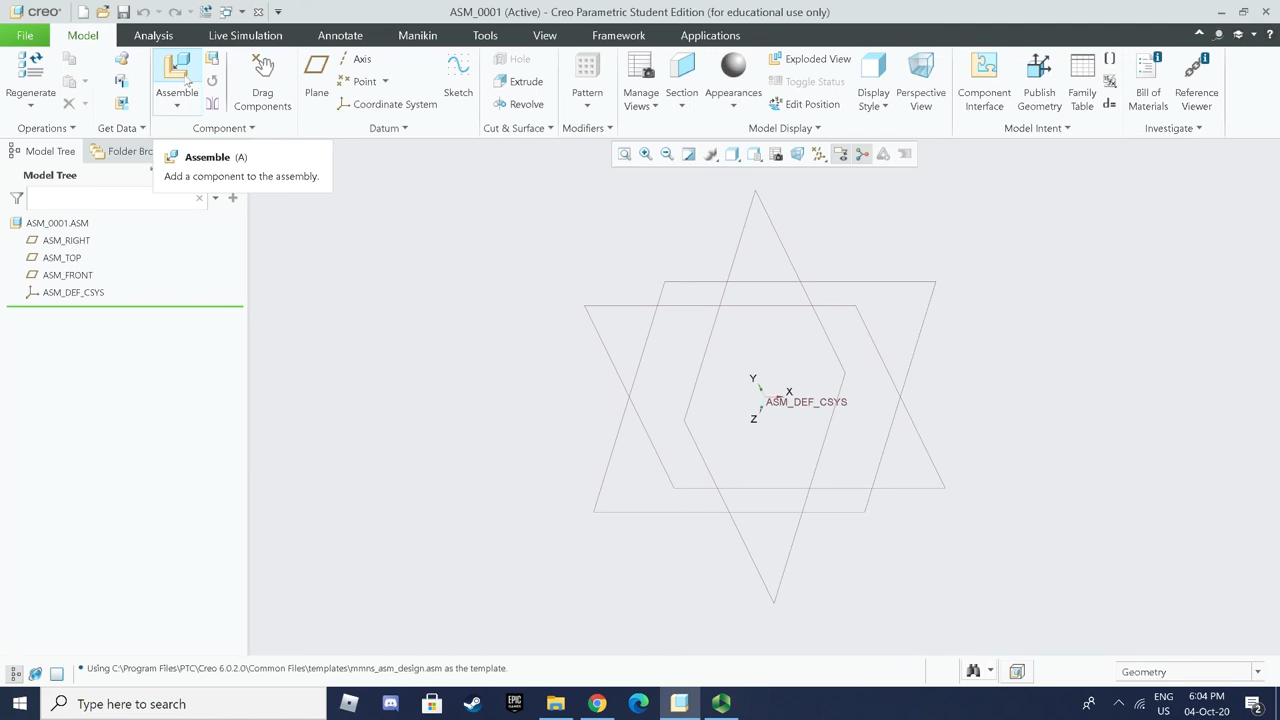 creo ASM_0001 (Active) - Creo Parametric Student Edition (for educational use only)
File Model Analysis Live Simulation Annotate Manikin Tools View Framework Applications
Regenerate
Assemble
Drag
Components
Plane
Axis
Point
Coordinate System
Sketch
Hole
Extrude
Revolve
Pattern
Manage
Views
Section
Appearances
Exploded View
Toggle Status
Edit Position
Display
Style
Perspective
View
Component
Interface
Publish
Geometry
Family
Table
Bill of
Materials
Reference
Viewer
Operations Get Data Component Datum Cut & Surface Modifiers Model Display Model Intent Investigate
Model Tree Folder Bro
Assemble (A)
Add a component to the assembly.
Model Tree
ASM_0001.ASM
ASM_RIGHT
ASM_TOP
ASM_FRONT
ASM_DEF_CSYS
Y
X
ASM_DEF_CSYS
Z
Using C:\Program Files\PTC\Creo 6.0.2.0\Common Files\templates\mmns_asm_design.asm as the template.
Geometry
Type here to search
EPIC
GAMES
ENG
US
6:04 PM
04-Oct-20